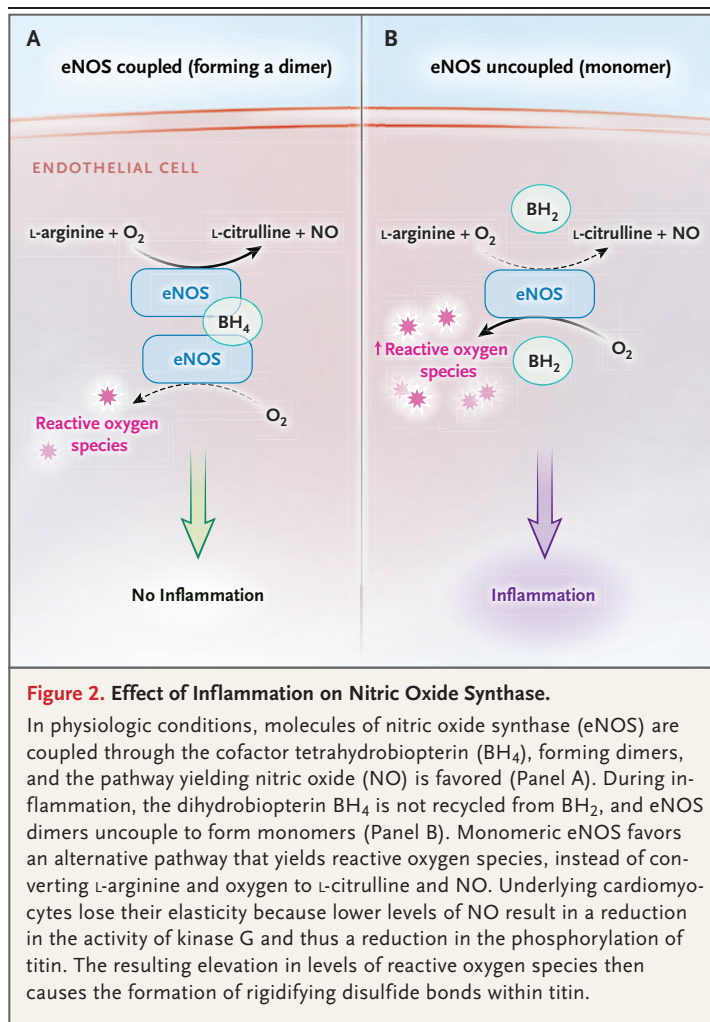 A
eNOS coupled (forming a dimer)
ENDOTHELIAL CELL
L-arginine + O₂
L-citrulline + NO
eNOS
BH₄
eNOS
Reactive oxygen
species
O₂
No Inflammation
B
eNOS uncoupled (monomer)
BH₂
L-arginine + O₂
L-citrulline + NO
eNOS
↑Reactive oxygen
species
BH₂
O₂
Inflammation
Figure 2. Effect of Inflammation on Nitric Oxide Synthase.
In physiologic conditions, molecules of nitric oxide synthase (eNOS) are
coupled through the cofactor tetrahydrobiopterin (BH₄), forming dimers,
and the pathway yielding nitric oxide (NO) is favored (Panel A). During in-
flammation, the dihydrobiopterin BH₄ is not recycled from BH₂, and eNOS
dimers uncouple to form monomers (Panel B). Monomeric eNOS favors
an alternative pathway that yields reactive oxygen species, instead of con-
verting L-arginine and oxygen to L-citrulline and NO. Underlying cardiomyo-
cytes lose their elasticity because lower levels of NO result in a reduction
in the activity of kinase G and thus a reduction in the phosphorylation of
titin. The resulting elevation in levels of reactive oxygen species then
causes the formation of rigidifying disulfide bonds within titin.